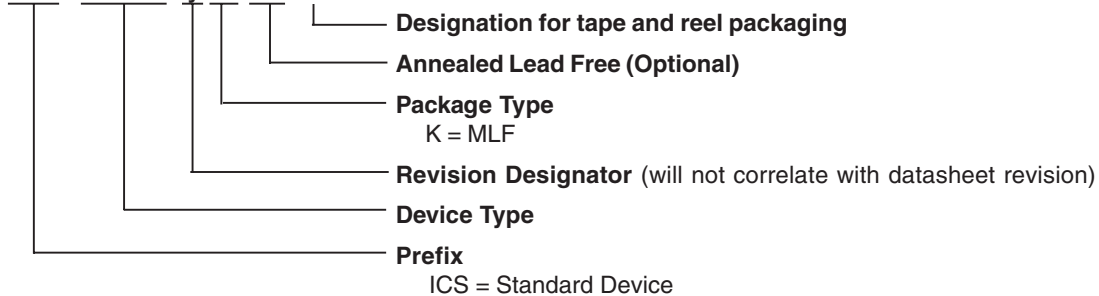 Designation for tape and reel packaging
Annealed Lead Free (Optional)
Package Type
K = MLF
Revision Designator (will not correlate with datasheet revision)
Device Type
Prefix
ICS = Standard Device